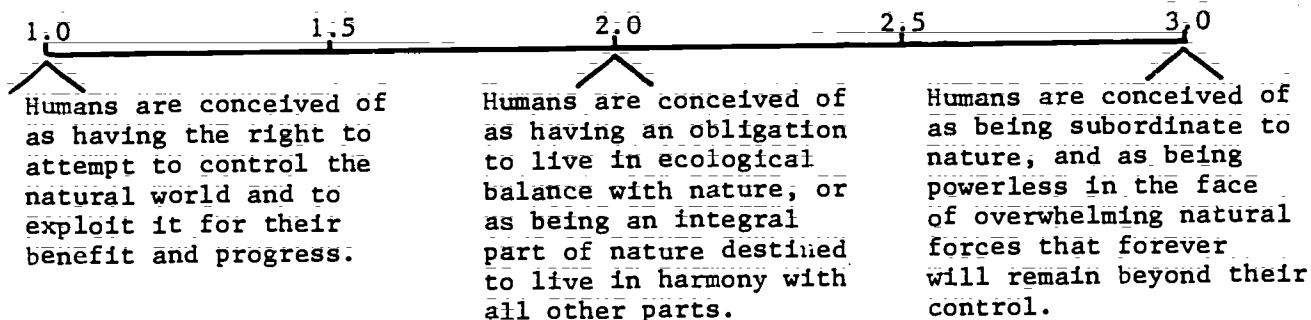 1.0 1.5 2.0 2.5 3.0
Humans are conceived of
as having the right to
attempt to control the
natural world and to
exploit it for their
benefit and progress.
Humans are conceived of
as having an obligation
to live in ecological
balance with nature, or
as being an integral
part of nature destined
to live in harmony with
all other parts.
Humans are conceived of
as being subordinate to
nature, and as being
powerless in the face
of overwhelming natural
forces that forever
will remain beyond their
control.